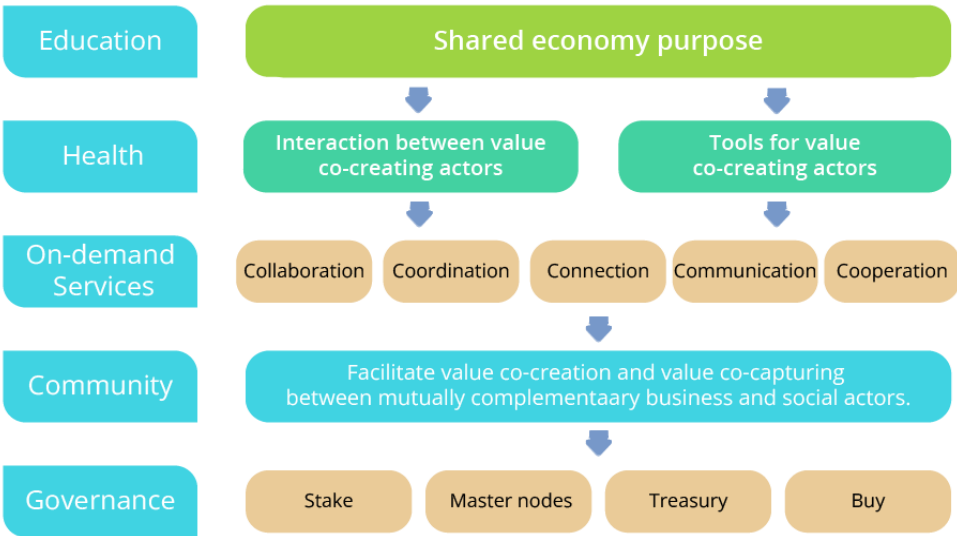 Education
Shared economy purpose
Health
Interaction between value
co-creating actors
Tools for value
co-creating actors
On-demand
Services
Collaboration
Coordination
Connection
Communication
Cooperation
Community
Facilitate value co-creation and value co-capturing
between mutually complementaary business and social actors.
Governance
Stake
Master nodes
Treasury
Buy